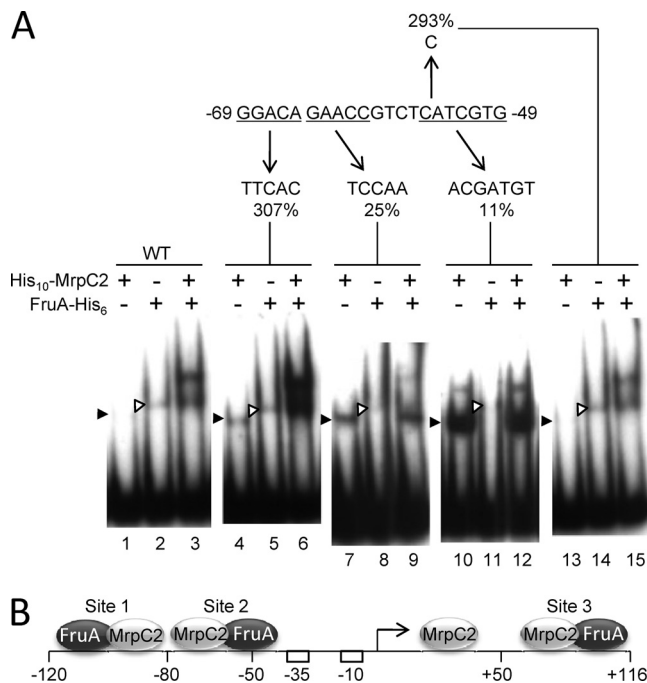 A
293%
C
-69 GGACA GAACCGTCTCATCGTG -49
TTCAC TCCAA ACGATGT
307% 25% 11%
WT
His10-MrpC2 + - + + - + + - + + - + + - +
FruA-His6 - + + - + + - + + - + + - + +
1 2 3 4 5 6 7 8 9 10 11 12 13 14 15
B
Site 1 Site 2 Site 3
FruA MrpC2 MrpC2 FruA MrpC2 MrpC2 FruA
-120 -80 -50 -35 -10 +50 +116